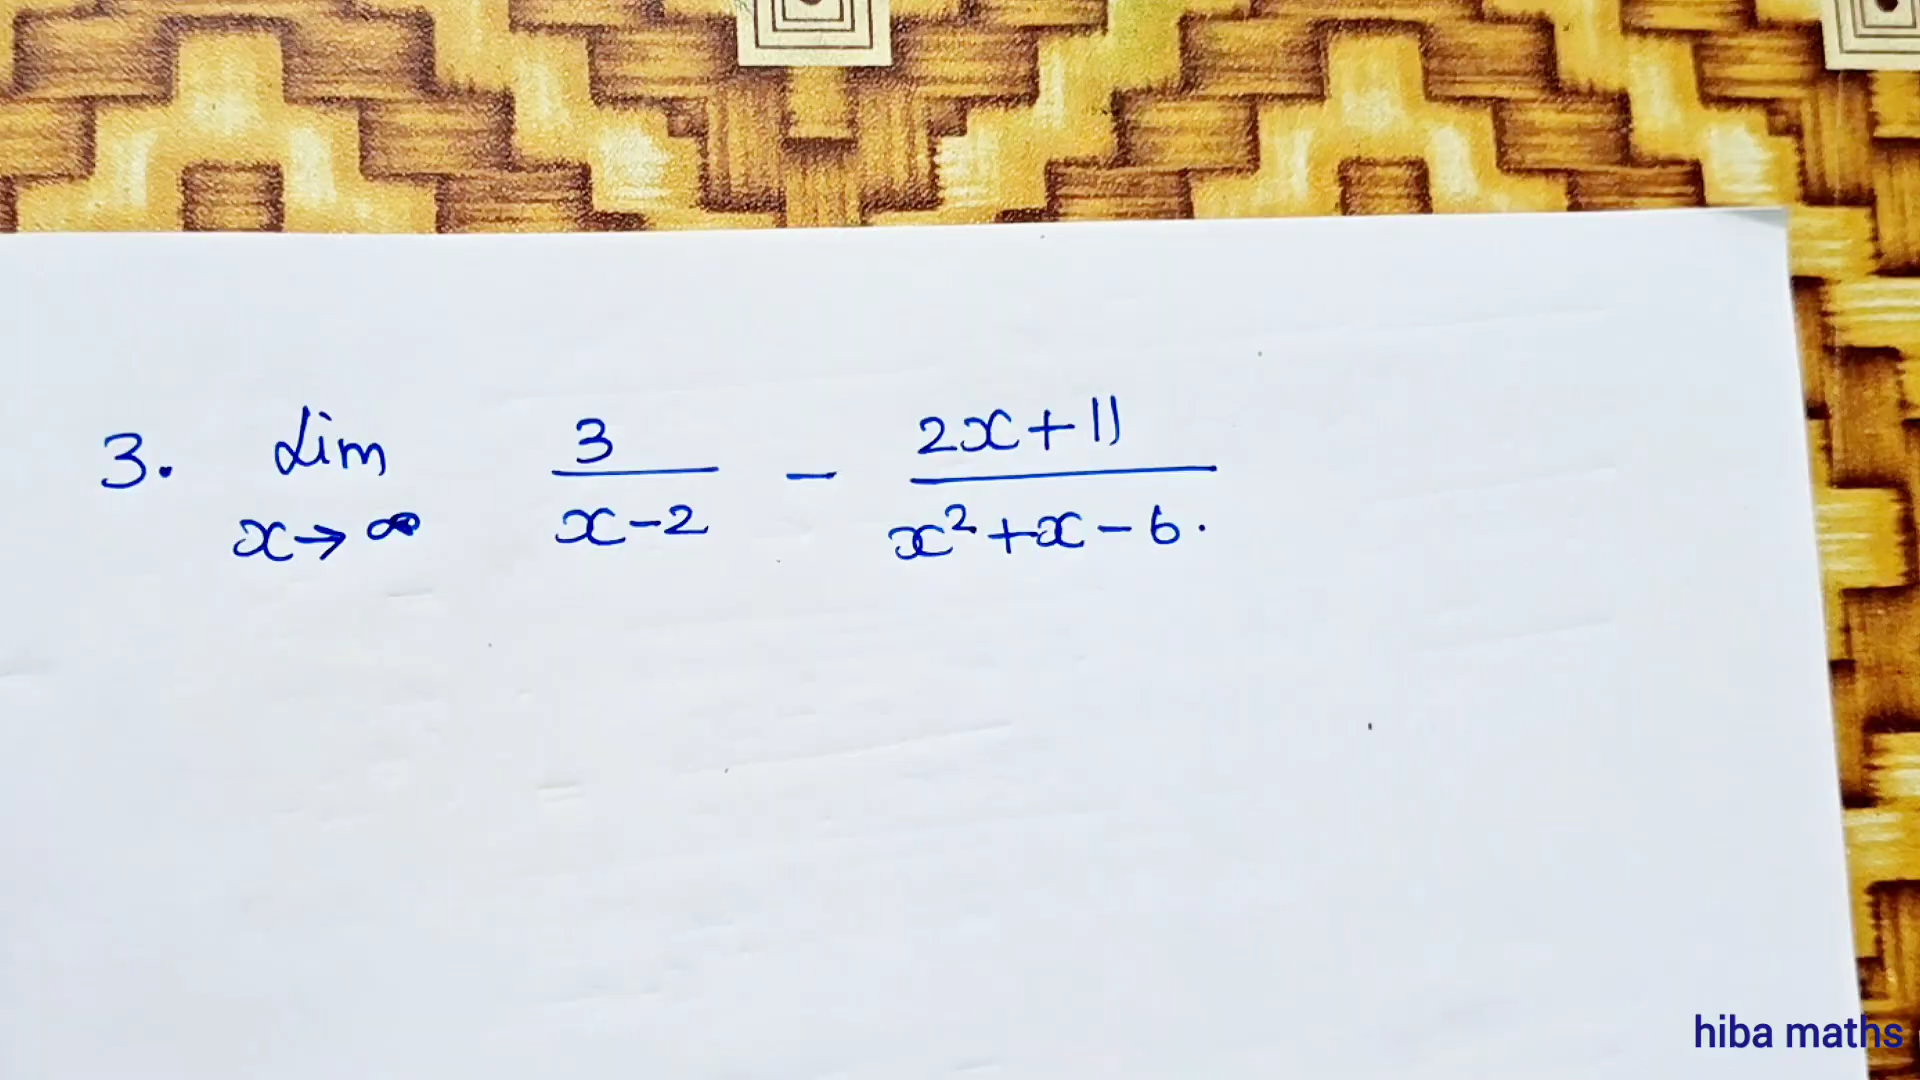 3. Lim x→∞ 3/(x-2) - (2x+11)/(x²+x-6).
hiba maths